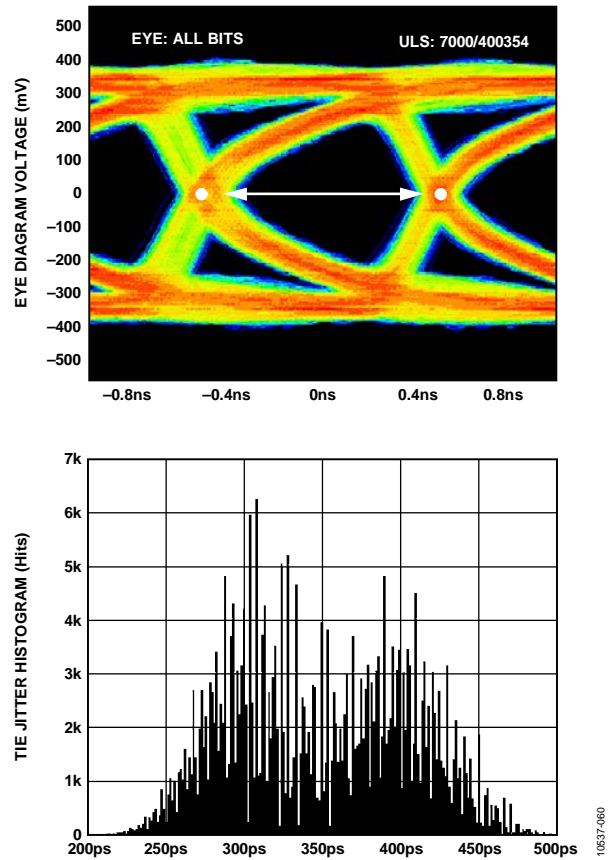 EYE: ALL BITS
ULS: 7000/400354
EYE DIAGRAM VOLTAGE (mV)
500
400
300
200
100
0
–100
–200
–300
–400
–500
–0.8ns
–0.4ns
0ns
0.4ns
0.8ns
TIE JITTER HISTOGRAM (Hits)
7k
6k
5k
4k
3k
2k
1k
0
200ps
250ps
300ps
350ps
400ps
450ps
500ps
10537-060